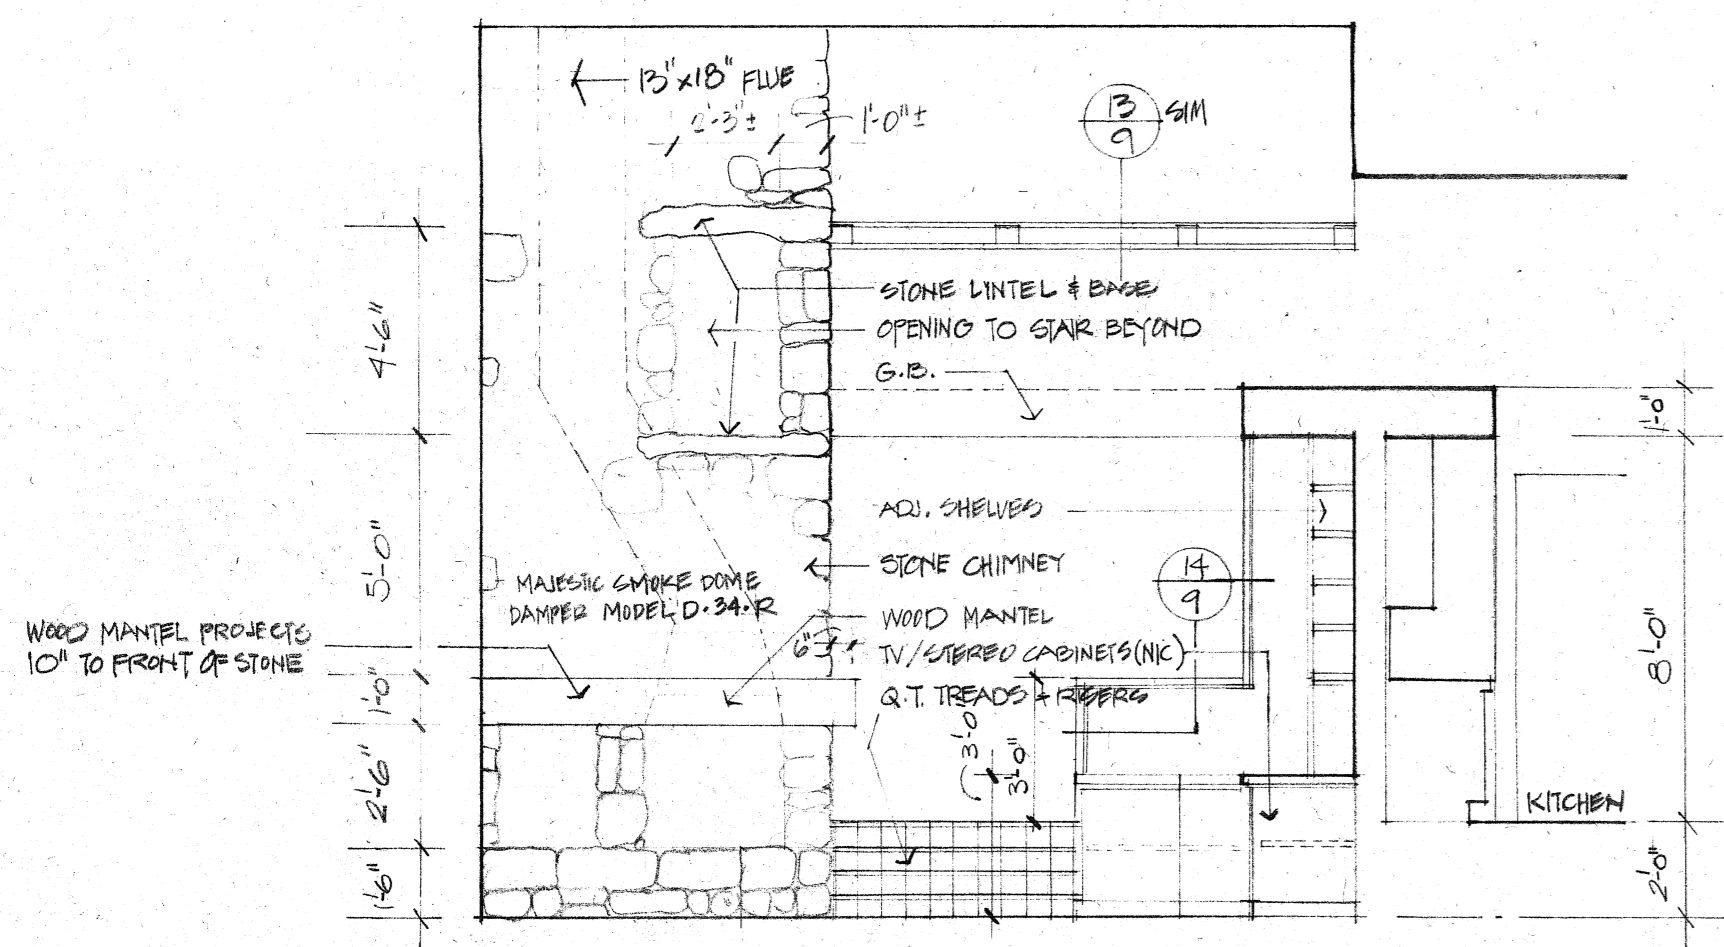 13"x18" FLUE
2'-3"±
1'-0"±
13
9
SIM
STONE LINTEL & BASE
OPENING TO STAIR BEYOND
G.B.
4'-6"
1'-0"
ADJ. SHELVES
STONE CHIMNEY
14
9
5'-0"
MAJESTIC SMOKE DOME
DAMPER MODEL D.34.R
WOOD MANTEL
6"
TV/STEREO CABINETS (NIC)
Q.T. TREADS & RISERS
WOOD MANTEL PROJECTS
10" TO FRONT OF STONE
8'-0"
1'-0"
3'-0
3'-0"
2'-6"
KITCHEN
1'-6"
2'-0"